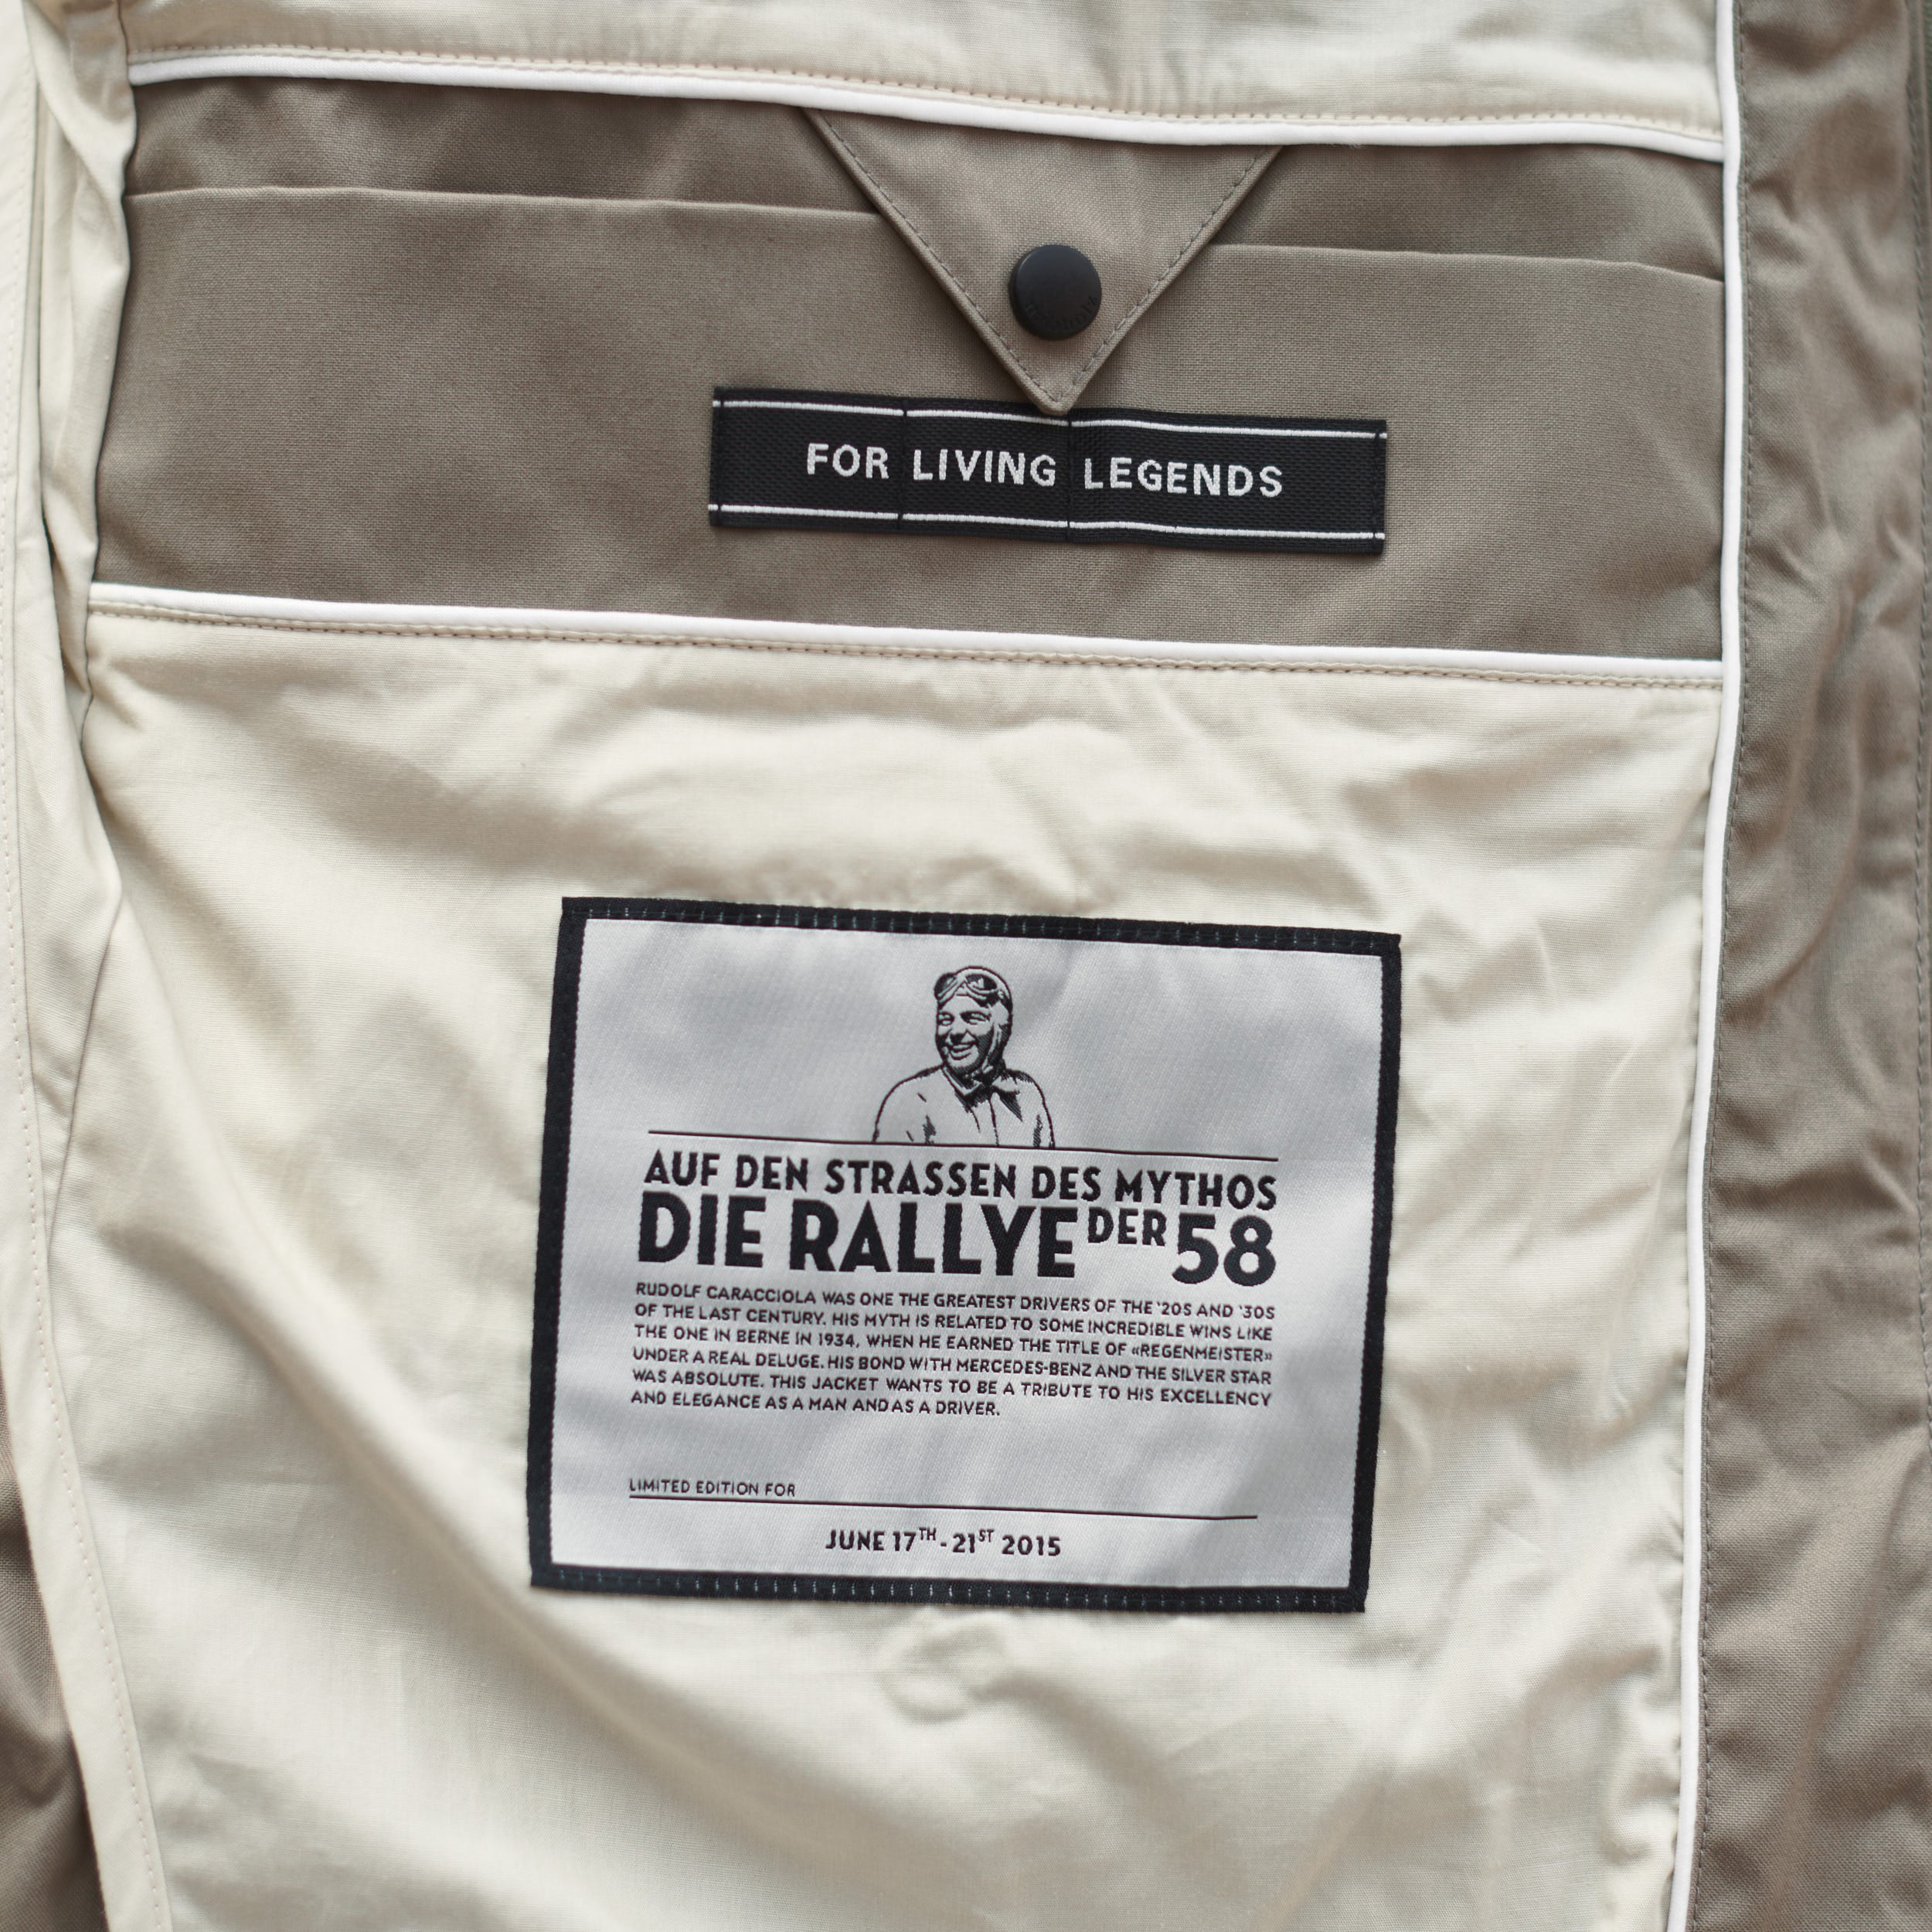 FOR LIVING LEGENDS
AUF DEN STRASSEN DES MYTHOS
DIE RALLYE DER 58
RUDOLF CARACCIOLA WAS ONE THE GREATEST DRIVERS OF THE '20S AND '30S
OF THE LAST CENTURY. HIS MYTH IS RELATED TO SOME INCREDIBLE WINS LIKE
THE ONE IN BERNE IN 1934, WHEN HE EARNED THE TITLE OF «REGENMEISTER»
UNDER A REAL DELUGE. HIS BOND WITH MERCEDES-BENZ AND THE SILVER STAR
WAS ABSOLUTE. THIS JACKET WANTS TO BE A TRIBUTE TO HIS EXCELLENCY
AND ELEGANCE AS A MAN AND AS A DRIVER.
LIMITED EDITION FOR
JUNE 17TH - 21ST 2015